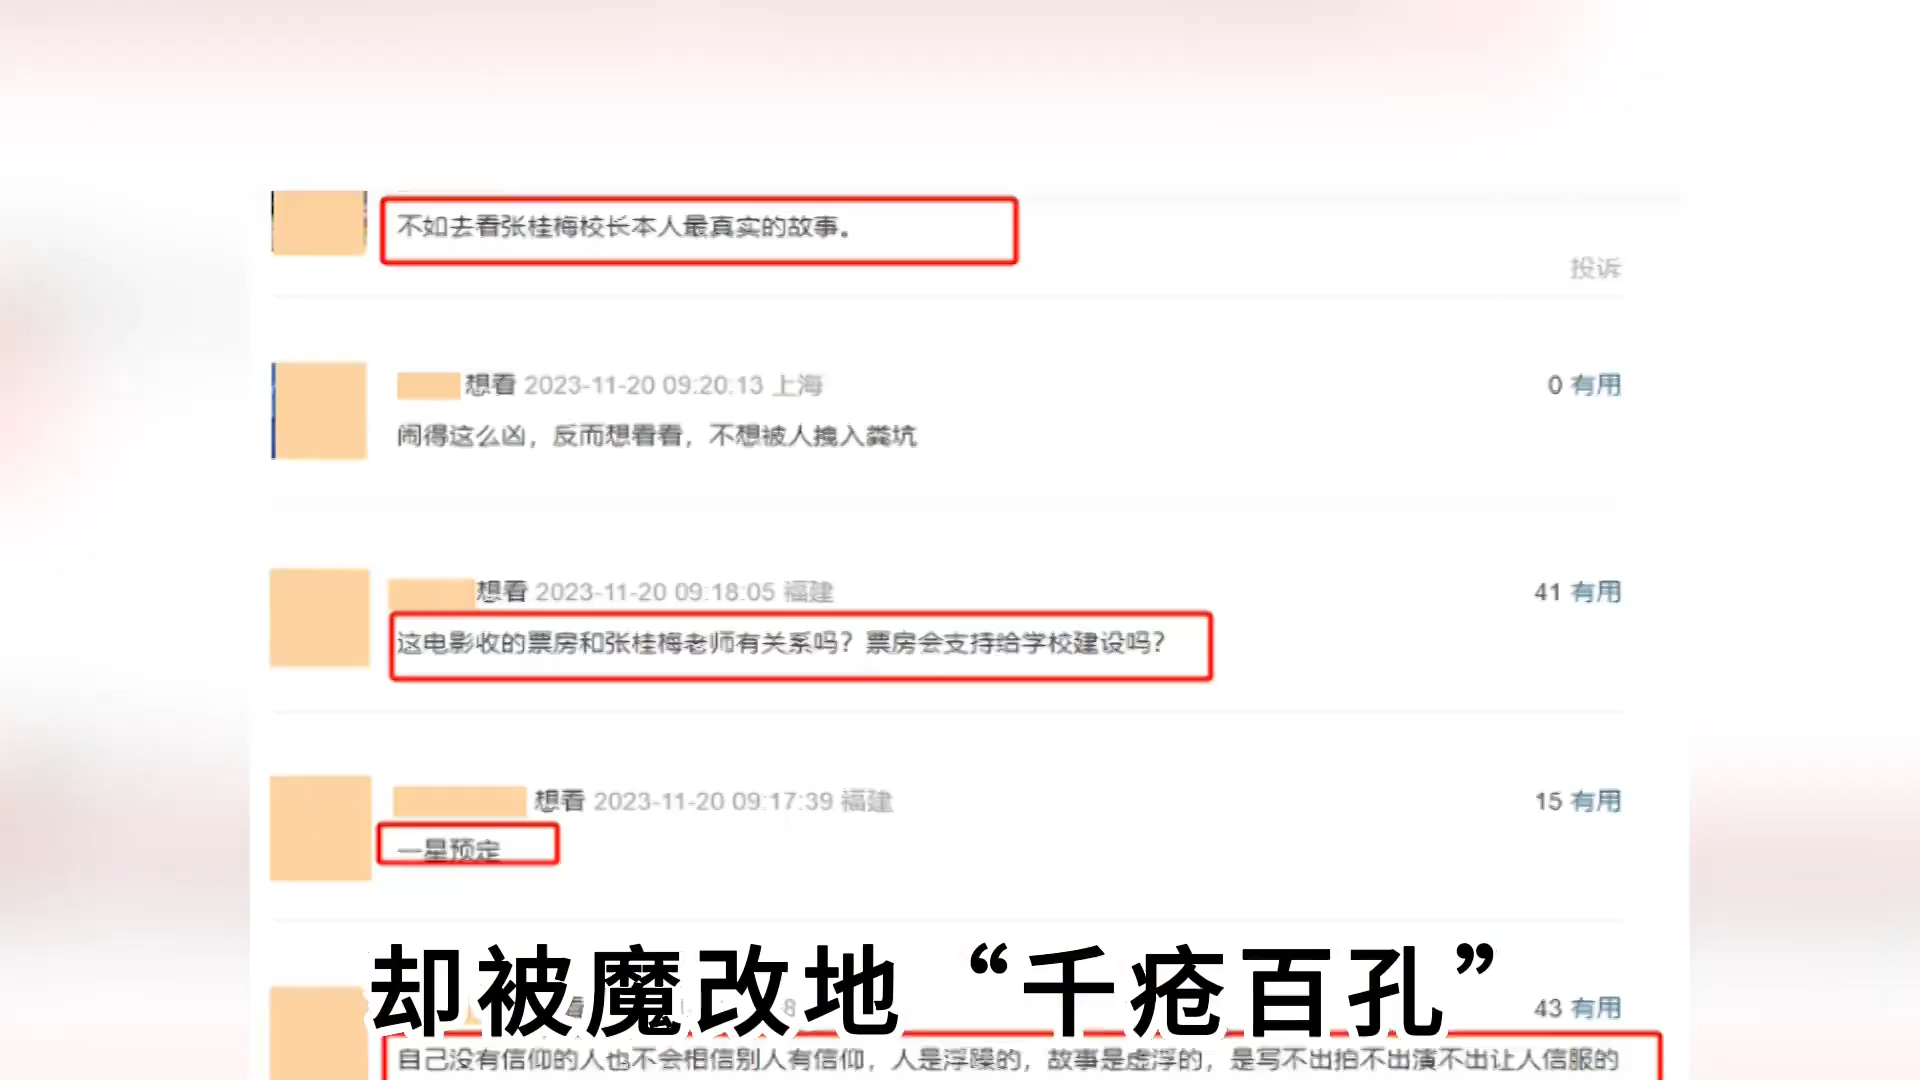 不如去看张桂梅校长本人最真实的故事。
投诉
想看 2023-11-20 09:20:13 上海
0 有用
闹得这么凶，反而想看看，不想被人拽入粪坑
想看 2023-11-20 09:18:05 福建
41 有用
这电影收的票房和张桂梅老师有关系吗？票房会支持给学校建设吗？
想看 2023-11-20 09:17:39 福建
15 有用
一星预定
却被魔改地“千疮百孔”
43 有用
自己没有信仰的人也不会相信别人有信仰，人是浮躁的，故事是虚浮的，是写不出拍不出演不出让人信服的